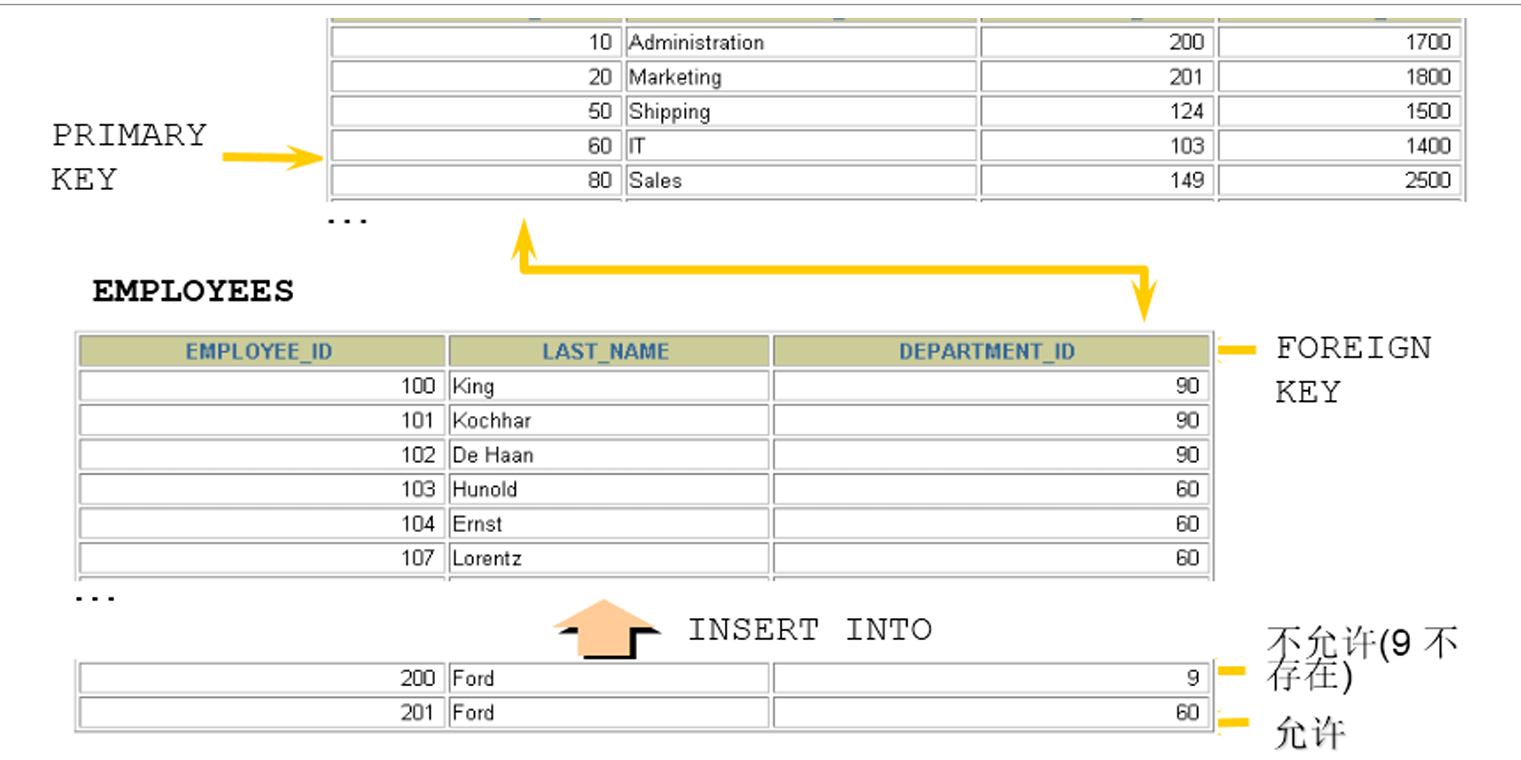 10 Administration 200 1700
20 Marketing 201 1800
50 Shipping 124 1500
PRIMARY
KEY
60 IT 103 1400
80 Sales 149 2500
...
EMPLOYEES
EMPLOYEE_ID LAST_NAME DEPARTMENT_ID
FOREIGN
KEY
100 King 90
101 Kochhar 90
102 De Haan 90
103 Hunold 60
104 Ernst 60
107 Lorentz 60
...
INSERT INTO
200 Ford 9
不允许(9 不
存在)
201 Ford 60
允许